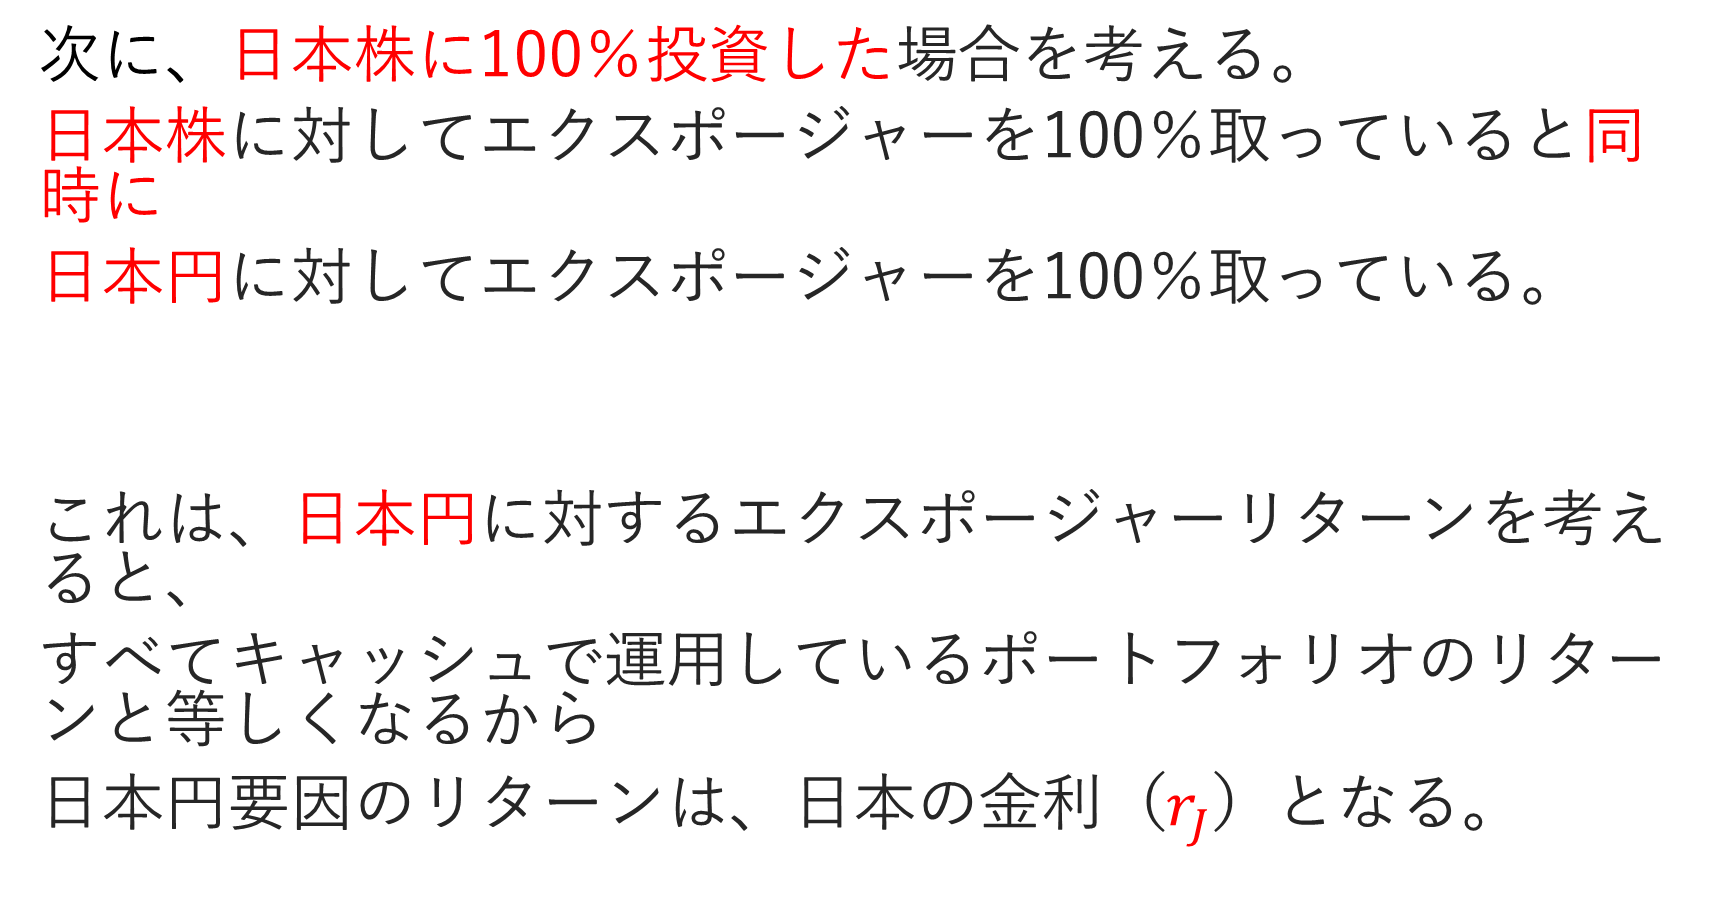 次に、日本株に100％投資した場合を考える。
日本株に対してエクスポージャーを100％取っていると同
時に
日本円に対してエクスポージャーを100％取っている。
これは、日本円に対するエクスポージャーリターンを考え
ると、
すべてキャッシュで運用しているポートフォリオのリター
ンと等しくなるから
日本円要因のリターンは、日本の金利（r_J）となる。